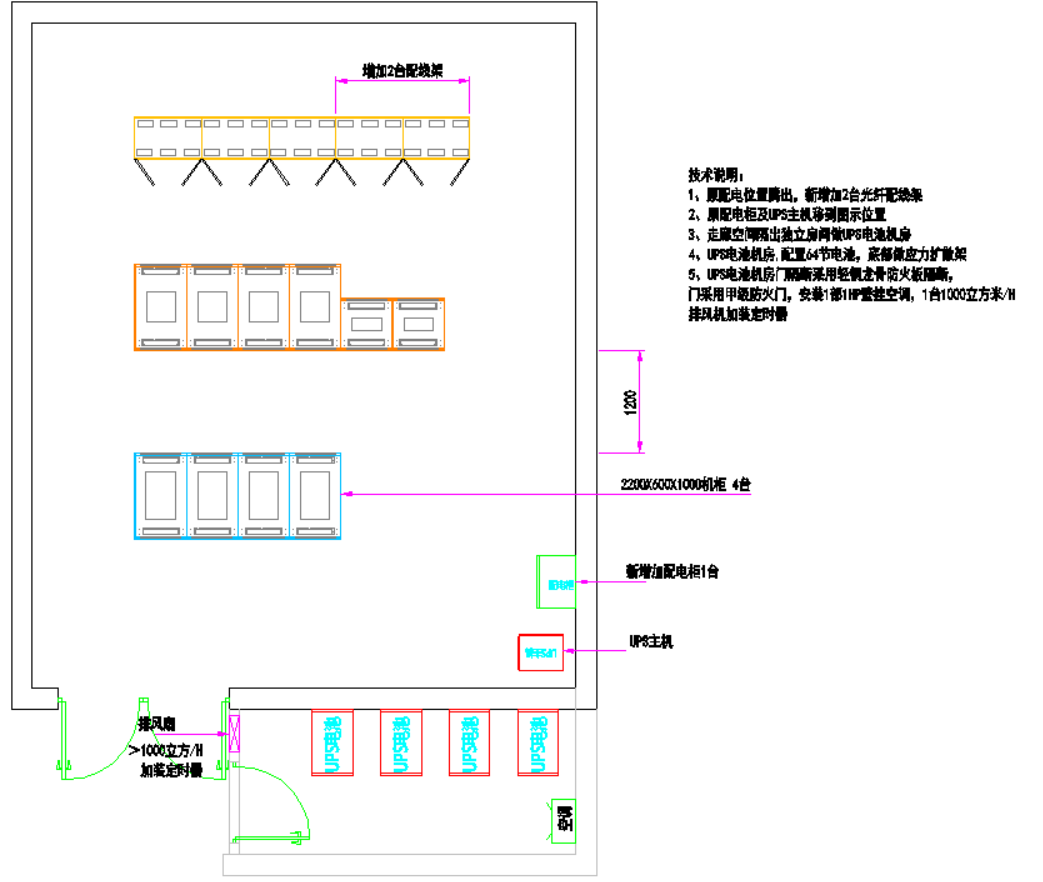 增加2台配线架
技术说明：
1、原配电位置腾出，新增加2台光纤配线架
2、原配电柜及UPS主机移到图示位置
3、走廊空间隔出独立房间做UPS电池机房
4、UPS电池机房，配置64节电池，底部做应力扩散架
5、UPS电池机房门隔断采用轻钢龙骨防火板隔断，
门采用甲级防火门，安装1部1HP壁挂空调，1台1000立方米/H
排风机加装定时器
1200
2200X600X1000机柜 4台
配电柜
新增加配电柜1台
UPS主机
UPS主机
排风扇
>1000立方/H
加装定时器
UPS电池
UPS电池
UPS电池
UPS电池
空调